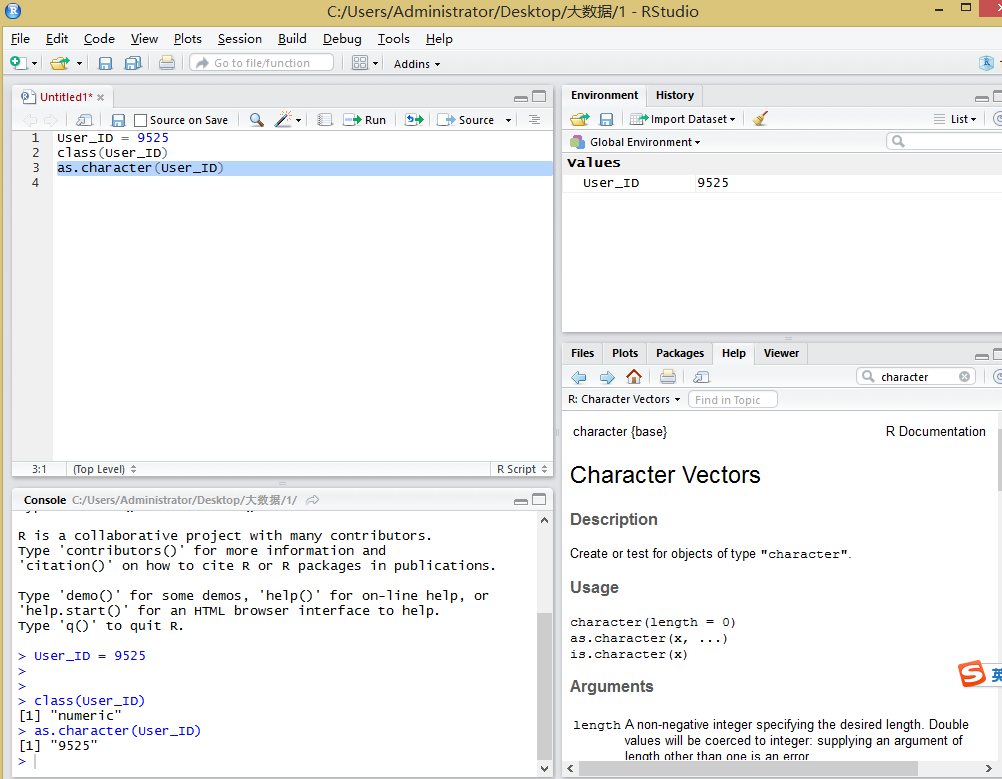 C:/Users/Administrator/Desktop/大数据/1 - RStudio
File Edit Code View Plots Session Build Debug Tools Help
Go to file/function
Addins
Untitled1*
Source on Save
Run
Source
1 User_ID = 9525
2 class(User_ID)
3 as.character(User_ID)
4
3:1 (Top Level) R Script
Console C:/Users/Administrator/Desktop/大数据/1/
R is a collaborative project with many contributors.
Type 'contributors()' for more information and
'citation()' on how to cite R or R packages in publications.
Type 'demo()' for some demos, 'help()' for on-line help, or
'help.start()' for an HTML browser interface to help.
Type 'q()' to quit R.
> User_ID = 9525
>
>
> class(User_ID)
[1] "numeric"
> as.character(User_ID)
[1] "9525"
>
Environment History
Import Dataset List
Global Environment
Values
User_ID 9525
Files Plots Packages Help Viewer
character
R: Character Vectors Find in Topic
character {base} R Documentation
Character Vectors
Description
Create or test for objects of type "character".
Usage
character(length = 0)
as.character(x, ...)
is.character(x)
Arguments
length A non-negative integer specifying the desired length. Double
values will be coerced to integer: supplying an argument of
length other than one is an error
S 英